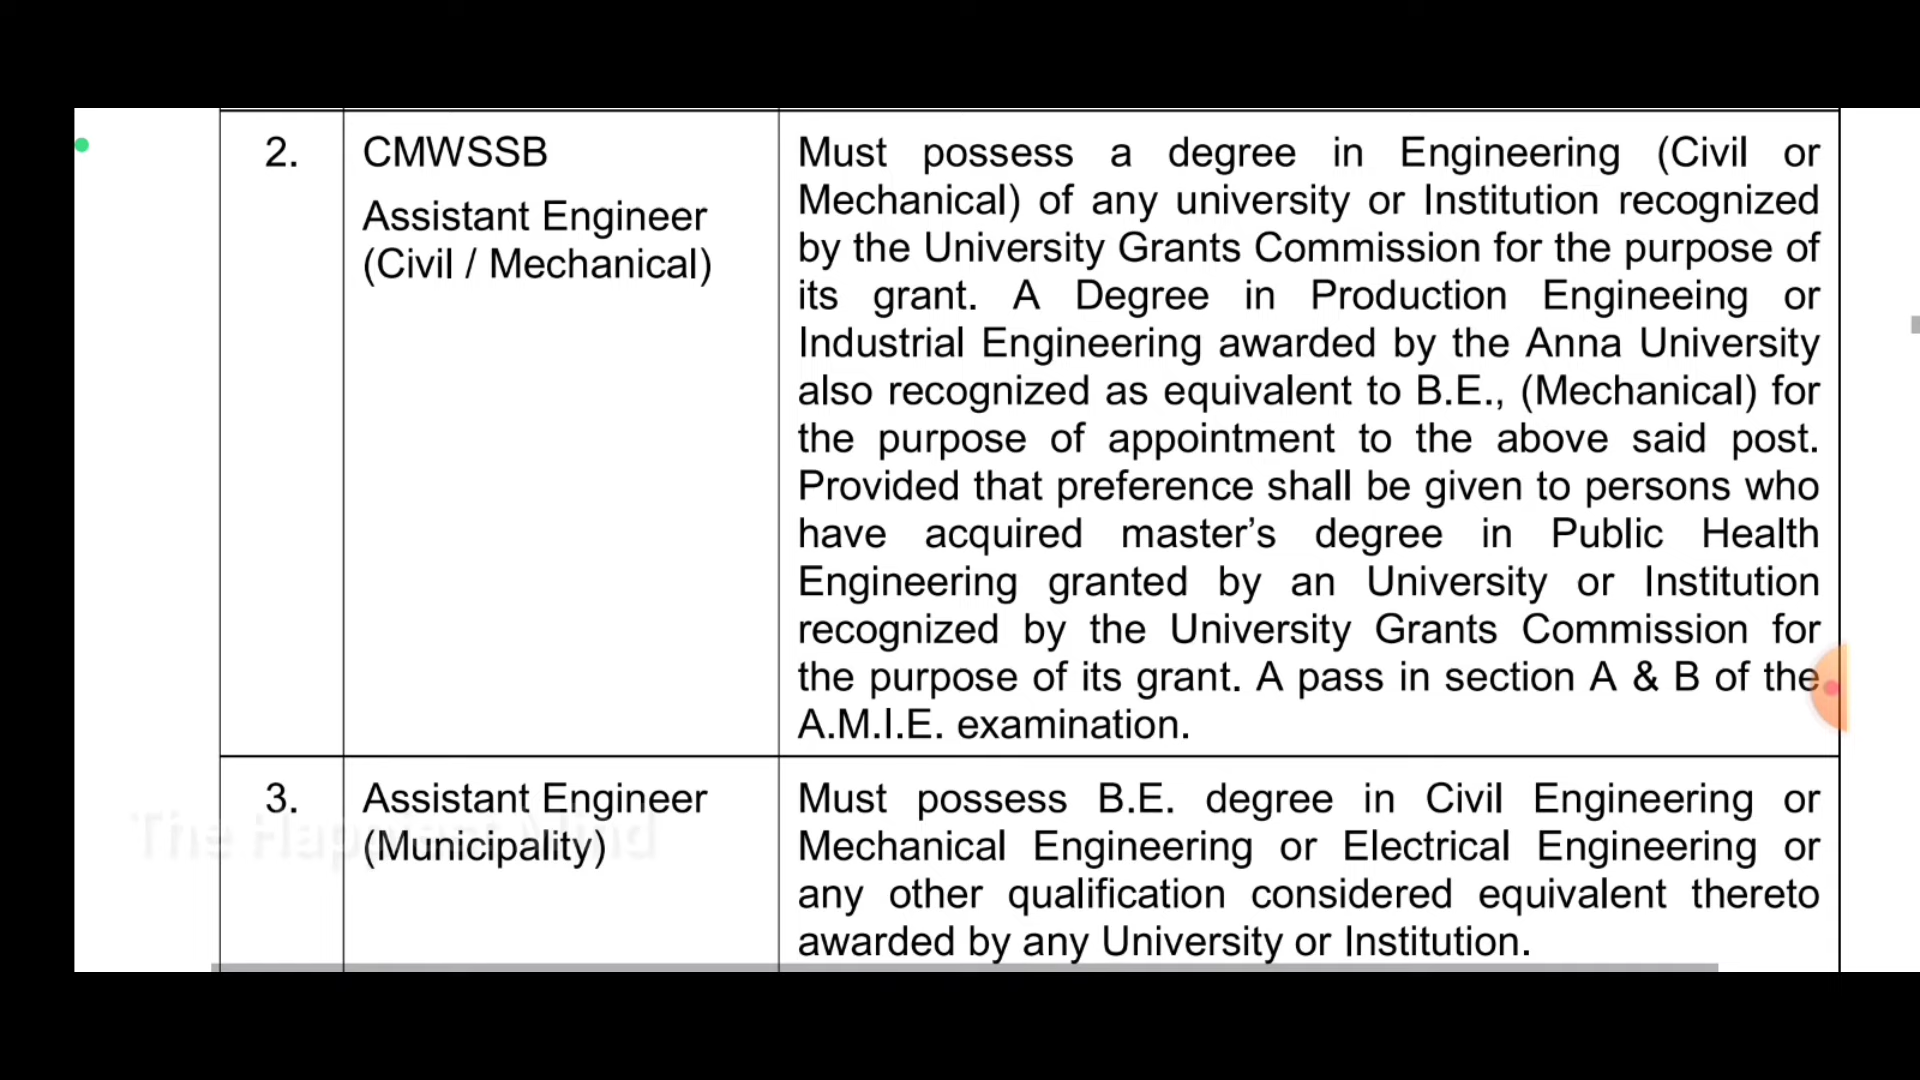 2.
CMWSSB
Assistant Engineer
(Civil / Mechanical)
Must possess a degree in Engineering (Civil or
Mechanical) of any university or Institution recognized
by the University Grants Commission for the purpose of
its grant. A Degree in Production Engineeing or
Industrial Engineering awarded by the Anna University
also recognized as equivalent to B.E., (Mechanical) for
the purpose of appointment to the above said post.
Provided that preference shall be given to persons who
have acquired master’s degree in Public Health
Engineering granted by an University or Institution
recognized by the University Grants Commission for
the purpose of its grant. A pass in section A & B of the
A.M.I.E. examination.
3.
Assistant Engineer
(Municipality)
Must possess B.E. degree in Civil Engineering or
Mechanical Engineering or Electrical Engineering or
any other qualification considered equivalent thereto
awarded by any University or Institution.
The Happiest Mind